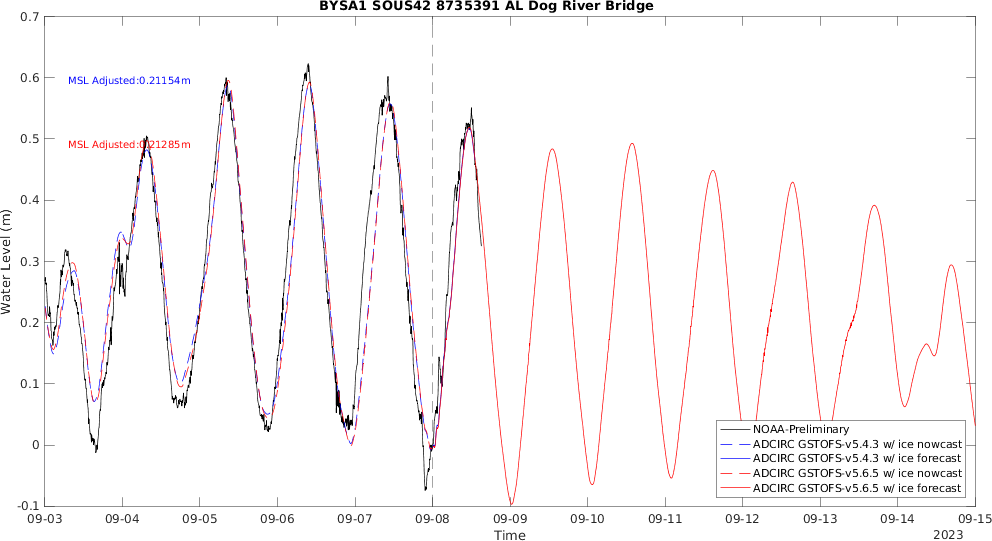 BYSA1 SOUS42 8735391 AL Dog River Bridge
0.7
0.6
0.5
0.4
0.3
0.2
0.1
0
-0.1
Water Level (m)
MSL Adjusted:0.21154m
MSL Adjusted:0.21285m
NOAA-Preliminary
ADCIRC GSTOFS-v5.4.3 w/ ice nowcast
ADCIRC GSTOFS-v5.4.3 w/ ice forecast
ADCIRC GSTOFS-v5.6.5 w/ ice nowcast
ADCIRC GSTOFS-v5.6.5 w/ ice forecast
09-03 09-04 09-05 09-06 09-07 09-08 09-09 09-10 09-11 09-12 09-13 09-14 09-15
Time
2023